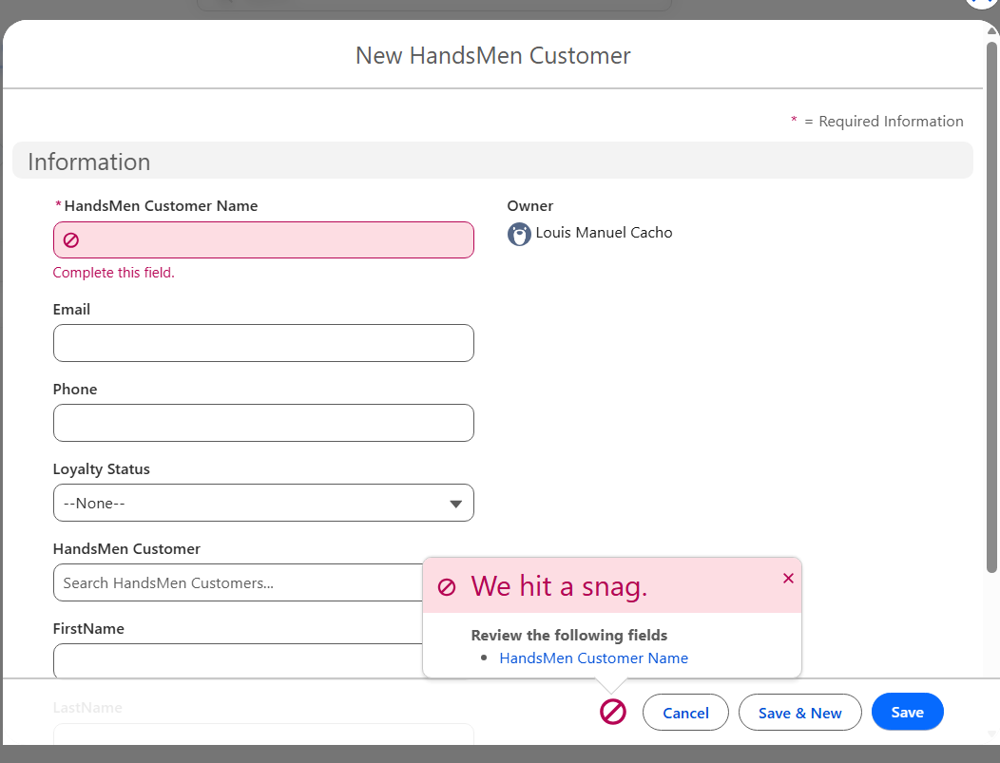 New HandsMen Customer
* = Required Information
Information
*HandsMen Customer Name
Owner
Louis Manuel Cacho
Complete this field.
Email
Phone
Loyalty Status
--None--
HandsMen Customer
Search HandsMen Customers...
We hit a snag.
Review the following fields
• HandsMen Customer Name
FirstName
LastName
Cancel
Save & New
Save